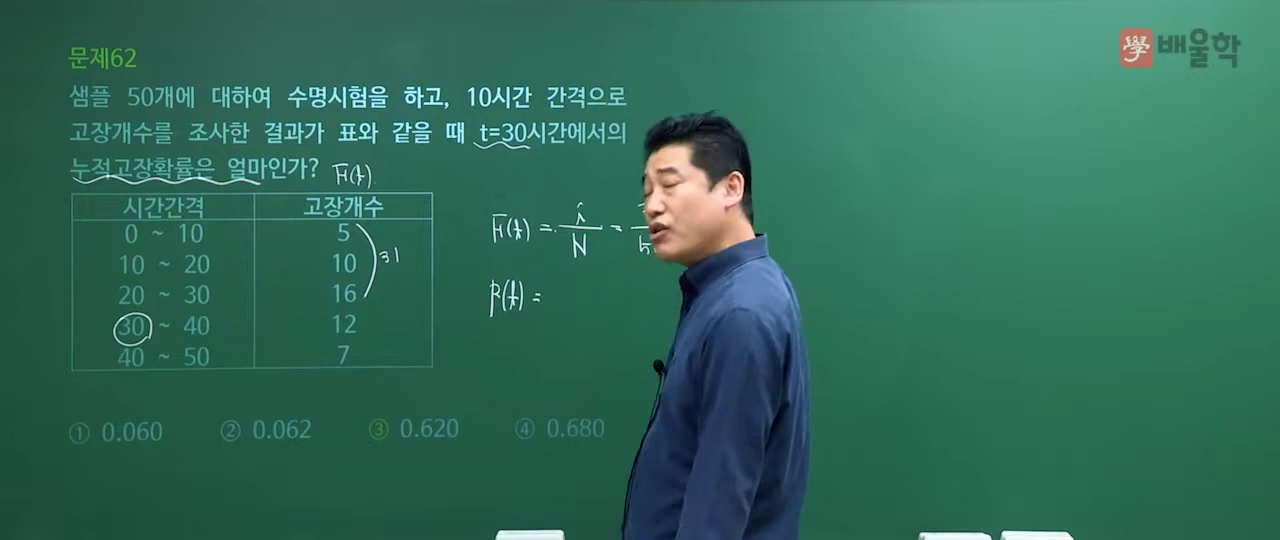 學 배울학
문제62
샘플 50개에 대하여 수명시험을 하고, 10시간 간격으로
고장개수를 조사한 결과가 표와 같을 때 t=30시간에서의
누적고장확률은 얼마인가? F(t).
시간간격 고장개수
0 ~ 10 5
10 ~ 20 10
20 ~ 30 16
31
30 ~ 40 12
40 ~ 50 7
F(t) = i / N =
R(t) =
① 0.060 ② 0.062 ③ 0.620 ④ 0.680